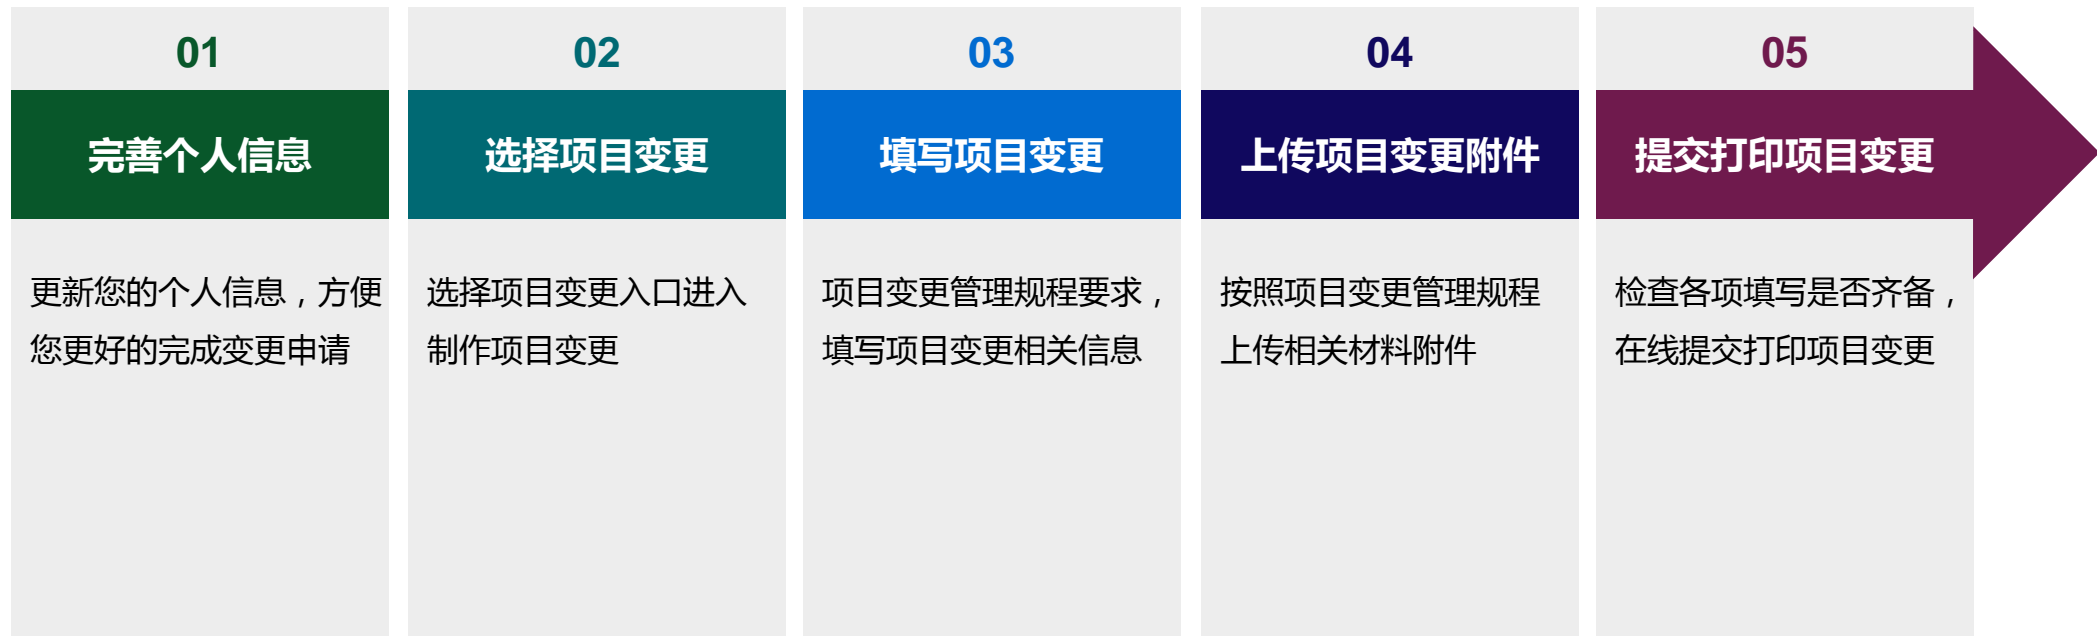 01
完善个人信息
更新您的个人信息，方便
您更好的完成变更申请
02
选择项目变更
选择项目变更入口进入
制作项目变更
03
填写项目变更
项目变更管理规程要求，
填写项目变更相关信息
04
上传项目变更附件
按照项目变更管理规程
上传相关材料附件
05
提交打印项目变更
检查各项填写是否齐备，
在线提交打印项目变更